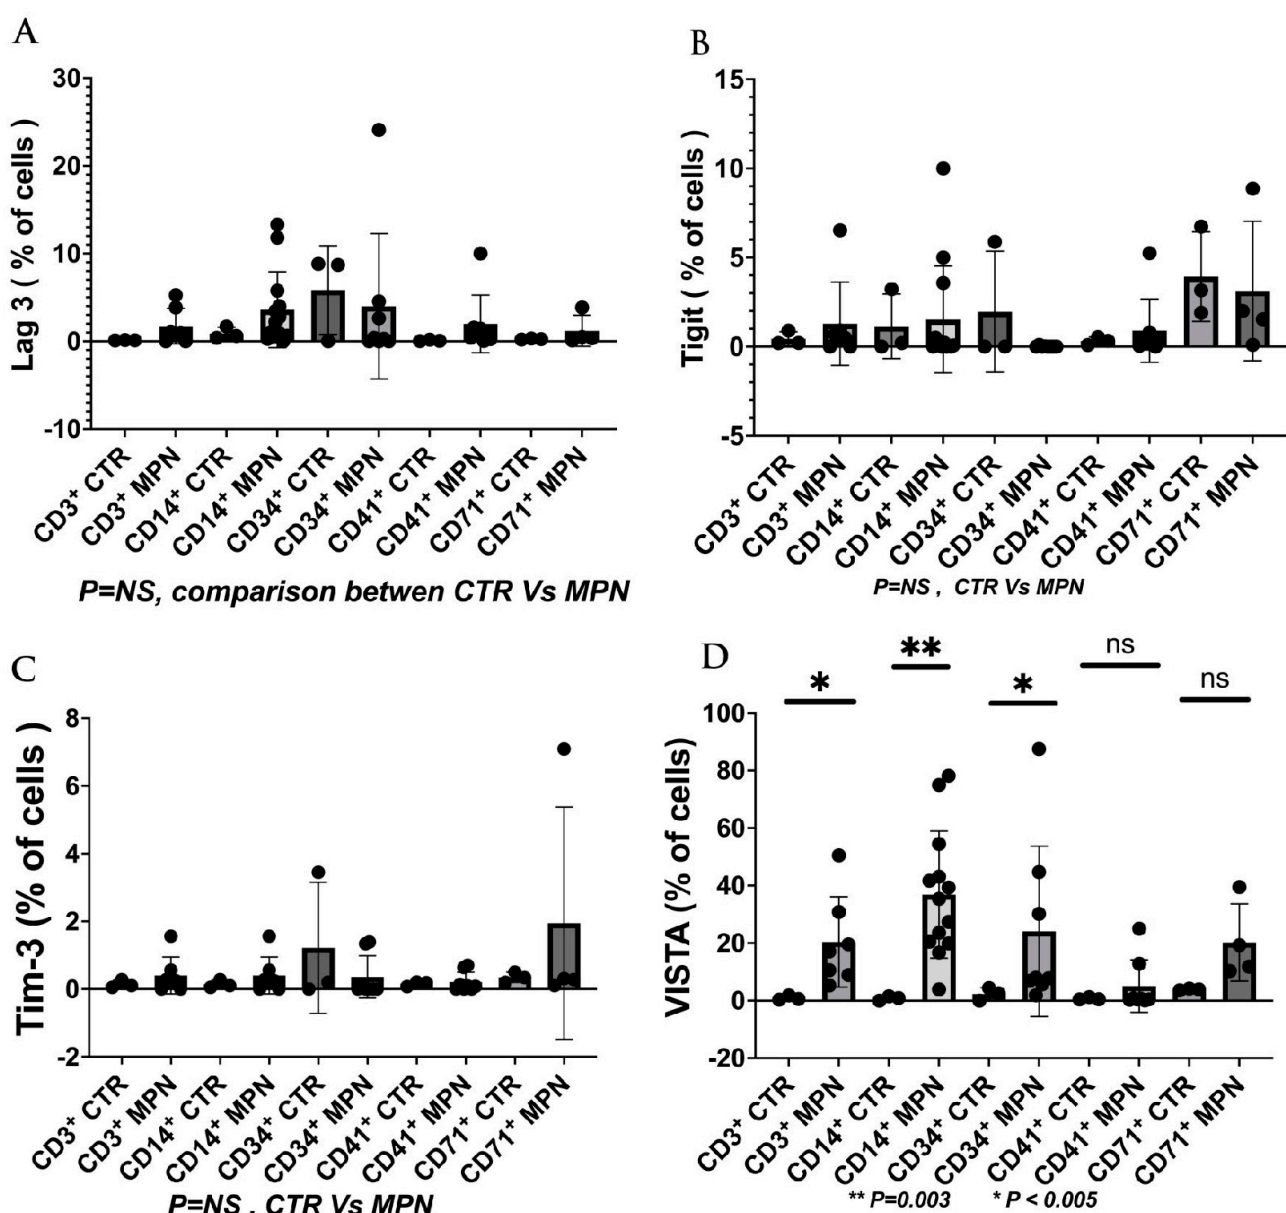 A
Lag 3 ( % of cells )
30
20
10
0
-10
CD3⁺ CTR
CD3⁺ MPN
CD14⁺ CTR
CD14⁺ MPN
CD34⁺ CTR
CD34⁺ MPN
CD41⁺ CTR
CD41⁺ MPN
CD71⁺ CTR
CD71⁺ MPN
P=NS, comparison betwen CTR Vs MPN
B
Tigit ( % of cells )
15
10
5
0
-5
CD3⁺ CTR
CD3⁺ MPN
CD14⁺ CTR
CD14⁺ MPN
CD34⁺ CTR
CD34⁺ MPN
CD41⁺ CTR
CD41⁺ MPN
CD71⁺ CTR
CD71⁺ MPN
P=NS , CTR Vs MPN
C
Tim-3 (% of cells )
8
6
4
2
0
-2
CD3⁺ CTR
CD3⁺ MPN
CD14⁺ CTR
CD14⁺ MPN
CD34⁺ CTR
CD34⁺ MPN
CD41⁺ CTR
CD41⁺ MPN
CD71⁺ CTR
CD71⁺ MPN
P=NS , CTR Vs MPN
D
* ** * ns ns
VISTA (% of cells)
100
80
60
40
20
0
-20
CD3⁺ CTR
CD3⁺ MPN
CD14⁺ CTR
CD14⁺ MPN
CD34⁺ CTR
CD34⁺ MPN
CD41⁺ CTR
CD41⁺ MPN
CD71⁺ CTR
CD71⁺ MPN
** P=0.003 * P < 0.005